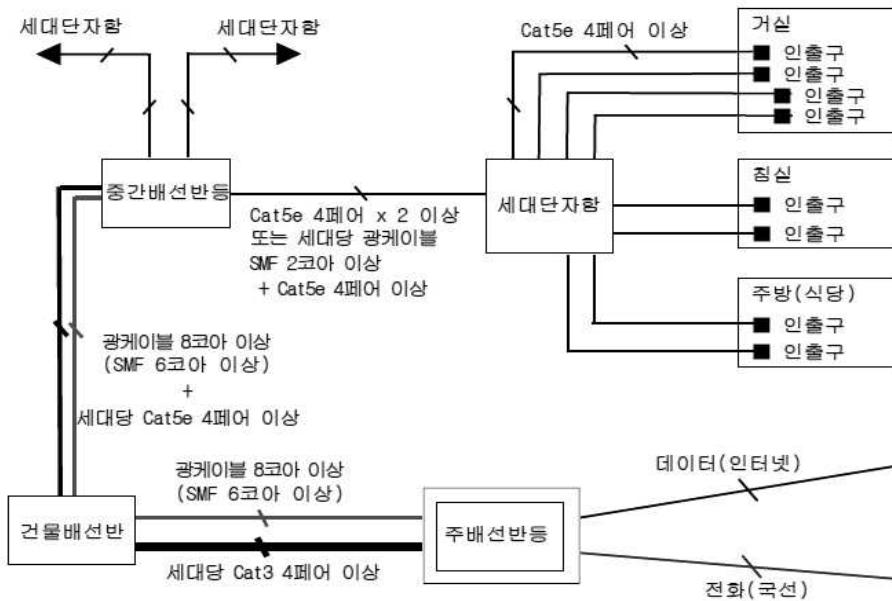 세대단자함
세대단자함
Cat5e 4페어 이상
거실
인출구
인출구
인출구
인출구
중간배선반등
Cat5e 4페어 x 2 이상
또는 세대당 광케이블
SMF 2코아 이상
+ Cat5e 4페어 이상
세대단자함
침실
인출구
인출구
주방(식당)
인출구
인출구
광케이블 8코아 이상
(SMF 6코아 이상)
+
세대당 Cat5e 4페어 이상
건물배선반
광케이블 8코아 이상
(SMF 6코아 이상)
세대당 Cat3 4페어 이상
주배선반등
데이터(인터넷)
전화(국선)